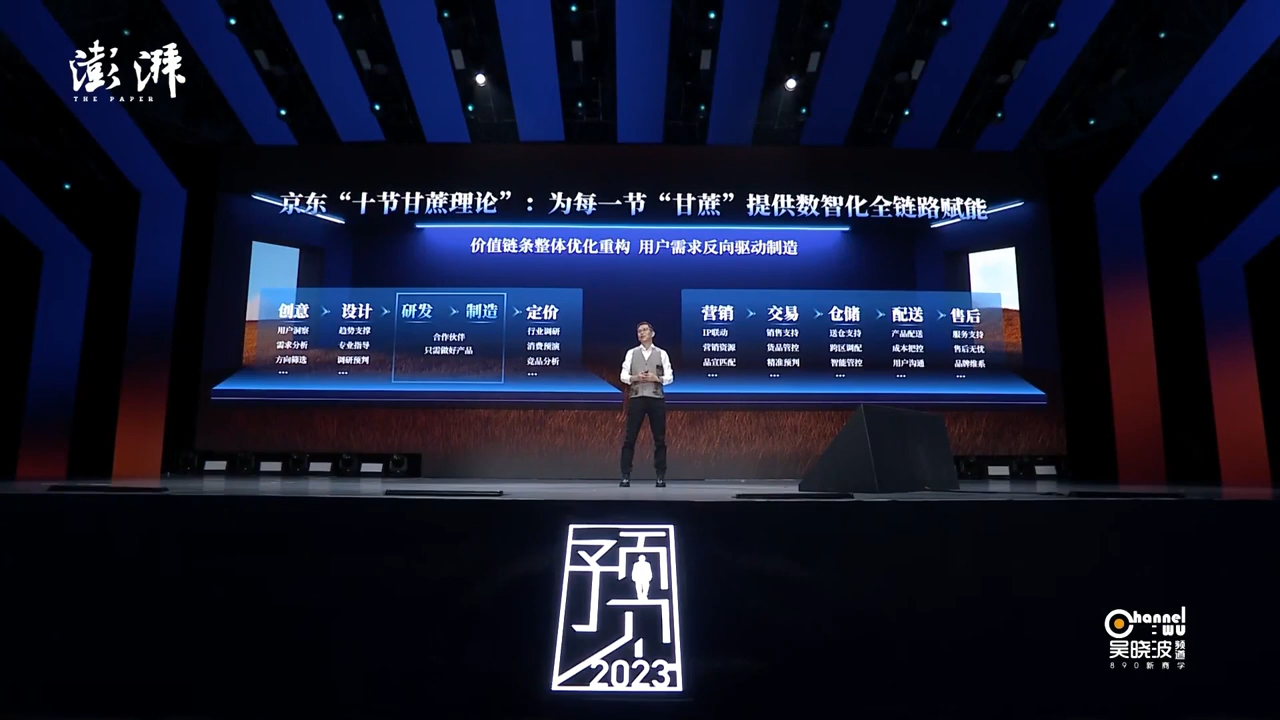 澎湃
THE PAPER
京东“十节甘蔗理论”：为每一节“甘蔗”提供数智化全链路赋能
价值链条整体优化重构 用户需求反向驱动制造
创意 设计 研发 制造 定价
用户洞察 趋势支撑 合作伙伴 行业调研
需求分析 专业指导 只需做好产品 消费预演
方向筛选 调研预判 竞品分析
... ... ...
营销 交易 仓储 配送 售后
IP联动 销售支持 送仓支持 产品配送 服务支持
营销资源 货品管控 跨区调配 成本把控 售后无忧
品宣匹配 精准预判 智能管控 用户沟通 品牌维系
... ... ... ... ...
预见
2023
Channel
:wu
吴晓波频道
890新商学